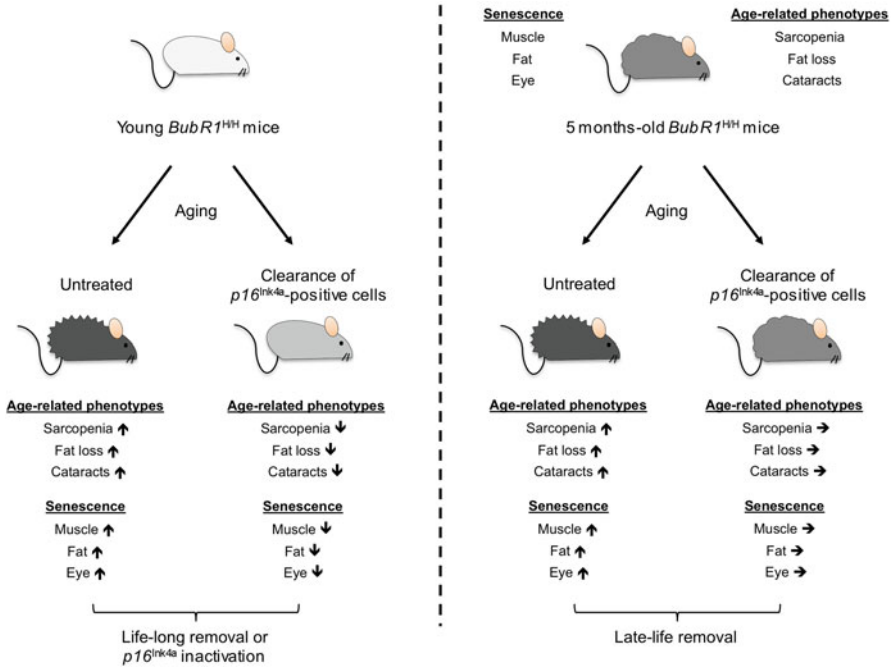 Young BubR1H/H mice
Aging
Untreated
Clearance of
p16Ink4a-positive cells
Age-related phenotypes
Sarcopenia ↑
Fat loss ↑
Cataracts ↑
Senescence
Muscle ↑
Fat ↑
Eye ↑
Age-related phenotypes
Sarcopenia ↓
Fat loss ↓
Cataracts ↓
Senescence
Muscle ↓
Fat ↓
Eye ↓
Life-long removal or
p16Ink4a inactivation
Senescence
Muscle
Fat
Eye
Age-related phenotypes
Sarcopenia
Fat loss
Cataracts
5 months-old BubR1H/H mice
Aging
Untreated
Clearance of
p16Ink4a-positive cells
Age-related phenotypes
Sarcopenia ↑
Fat loss ↑
Cataracts ↑
Senescence
Muscle ↑
Fat ↑
Eye ↑
Age-related phenotypes
Sarcopenia →
Fat loss →
Cataracts →
Senescence
Muscle →
Fat →
Eye →
Late-life removal